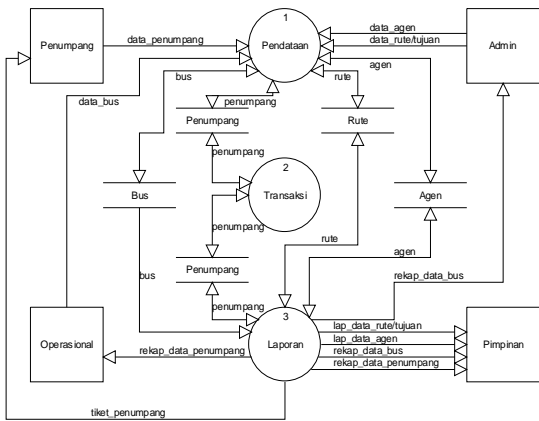 1
data_agen
Penumpang
data_penumpang
Pendataan
data_rute/tujuan
Admin
bus
rute
agen
data_bus
penumpang
Penumpang
Rute
penumpang
2
Bus
Transaksi
Agen
penumpang
rute
agen
Penumpang
bus
rekap_data_bus
penumpang
3
lap_data_rute/tujuan
Operasional
rekap_data_penumpang
Laporan
lap_data_agen
Pimpinan
rekap_data_bus
rekap_data_penumpang
tiket_penumpang